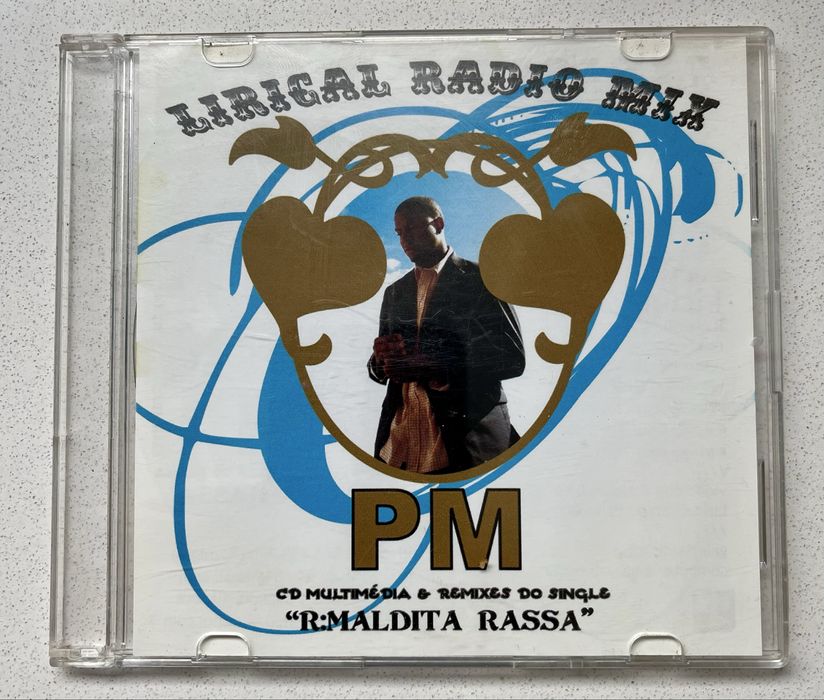 LIRICAL RADIO MIX
PM
CD MULTIMÉDIA & REMIXES DO SINGLE
"R:MALDITA RASSA"